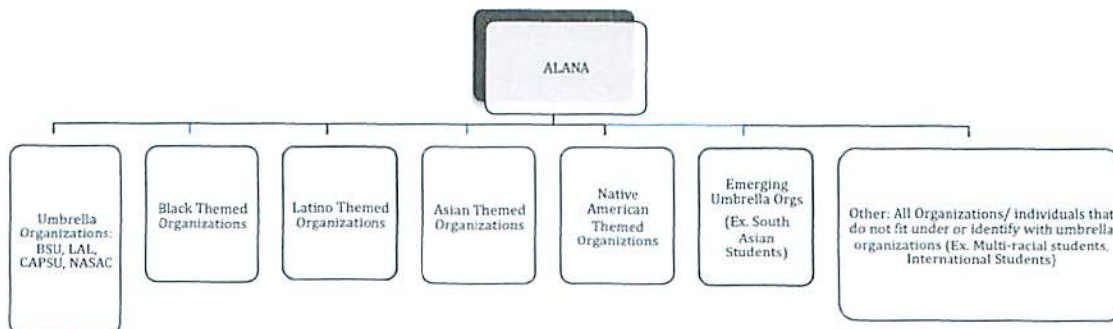 ALANA
Umbrella
Organizations:
BSU, LAL,
CAPSU, NASAC
Black Themed
Organizations
Latino Themed
Organizations
Asian Themed
Organizations
Native
American
Themed
Organiztions
Emerging
Umbrella Orgs
(Ex. South
Asian
Students)
Other: All Organizations/ individuals that
do not fit under or identify with umbrella
organizations (Ex. Multi-racial students,
International Students)